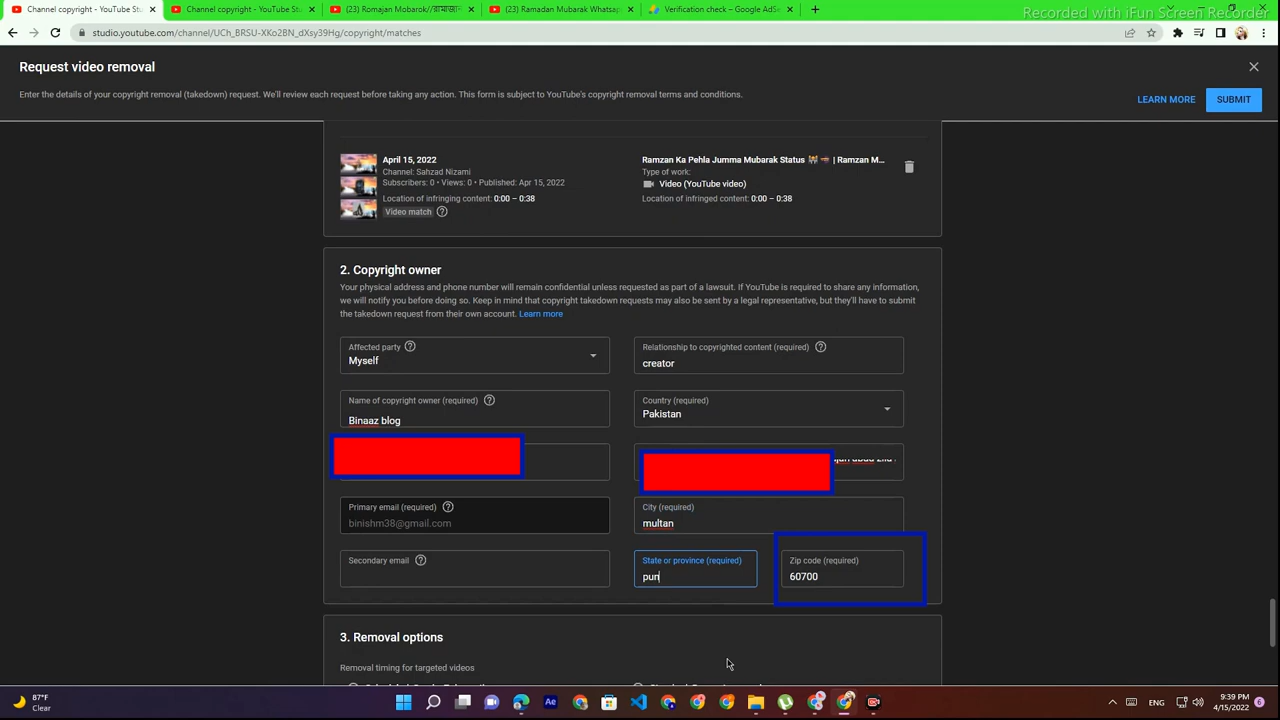 Channel copyright - YouTube Stu
Channel copyright - YouTube Stu
(23) Romajan Mobarok//রামাজান
(23) Ramadan Mubarak Whatsap
Verification check – Google AdSe
Recorded with iFun Screen Recorder
studio.youtube.com/channel/UCh_BRSU-XKo2BN_dXsy39Hg/copyright/matches
Request video removal
Enter the details of your copyright removal (takedown) request. We'll review each request before taking any action. This form is subject to YouTube's copyright removal terms and conditions.
LEARN MORE
SUBMIT
April 15, 2022
Channel: Sahzad Nizami
Subscribers: 0 • Views: 0 • Published: Apr 15, 2022
Location of infringing content: 0:00 – 0:38
Video match
Ramzan Ka Pehla Jumma Mubarak Status | Ramzan M...
Type of work:
Video (YouTube video)
Location of infringed content: 0:00 – 0:38
2. Copyright owner
Your physical address and phone number will remain confidential unless requested as part of a lawsuit. If YouTube is required to share any information,
we will notify you before doing so. Keep in mind that copyright takedown requests may also be sent by a legal representative, but they'll have to submit
the takedown request from their own account. Learn more
Affected party
Myself
Relationship to copyrighted content (required)
creator
Name of copyright owner (required)
Binaaz blog
Country (required)
Pakistan
Primary email (required)
binishm38@gmail.com
City (required)
multan
Secondary email
State or province (required)
pun
Zip code (required)
60700
3. Removal options
Removal timing for targeted videos
87°F
Clear
Ae
ENG
9:39 PM
4/15/2022